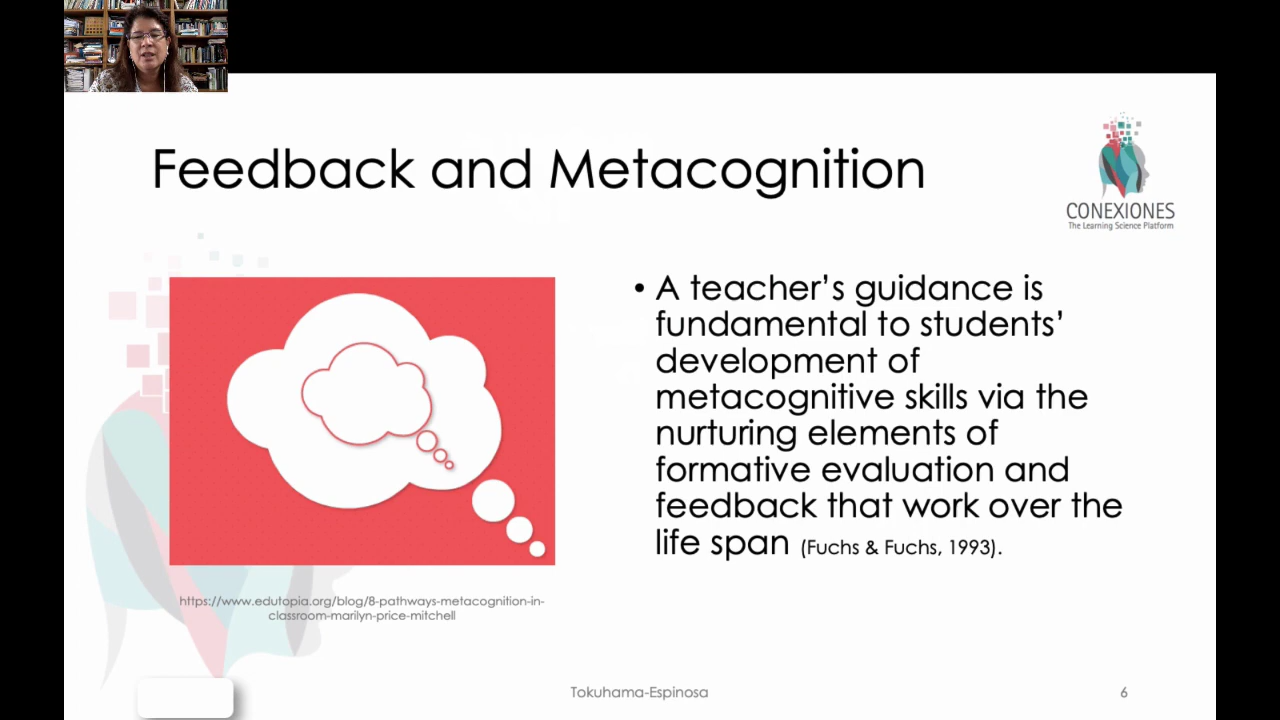 Feedback and Metacognition
CONEXIONES
The Learning Science Platform
• A teacher’s guidance is
fundamental to students’
development of
metacognitive skills via the
nurturing elements of
formative evaluation and
feedback that work over the
life span (Fuchs & Fuchs, 1993).
https://www.edutopia.org/blog/8-pathways-metacognition-in-
classroom-marilyn-price-mitchell
Tokuhama-Espinosa
6